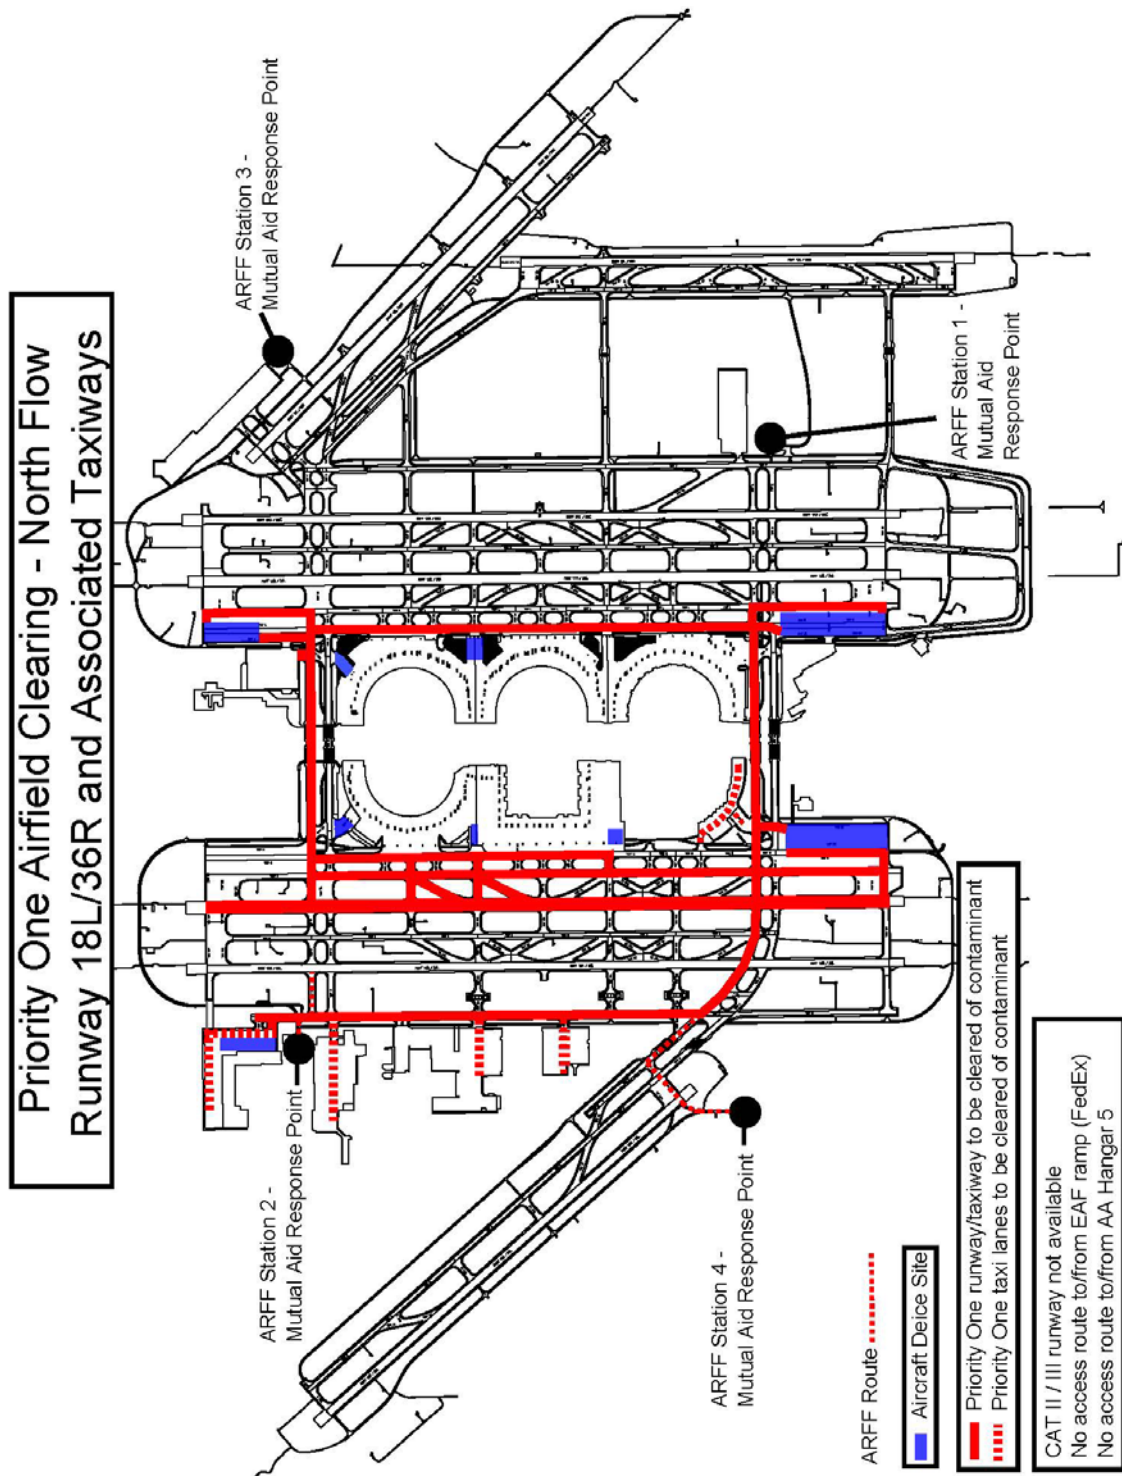 Priority One Airfield Clearing - North Flow
Runway 18L/36R and Associated Taxiways
ARFF Station 3 -
Mutual Aid Response Point
ARFF Station 1 -
Mutual Aid
Response Point
ARFF Station 2 -
Mutual Aid Response Point
ARFF Station 4 -
Mutual Aid Response Point
ARFF Route
Aircraft Deice Site
Priority One runway/taxiway to be cleared of contaminant
Priority One taxi lanes to be cleared of contaminant
CAT II / III runway not available
No access route to/from EAF ramp (FedEx)
No access route to/from AA Hangar 5